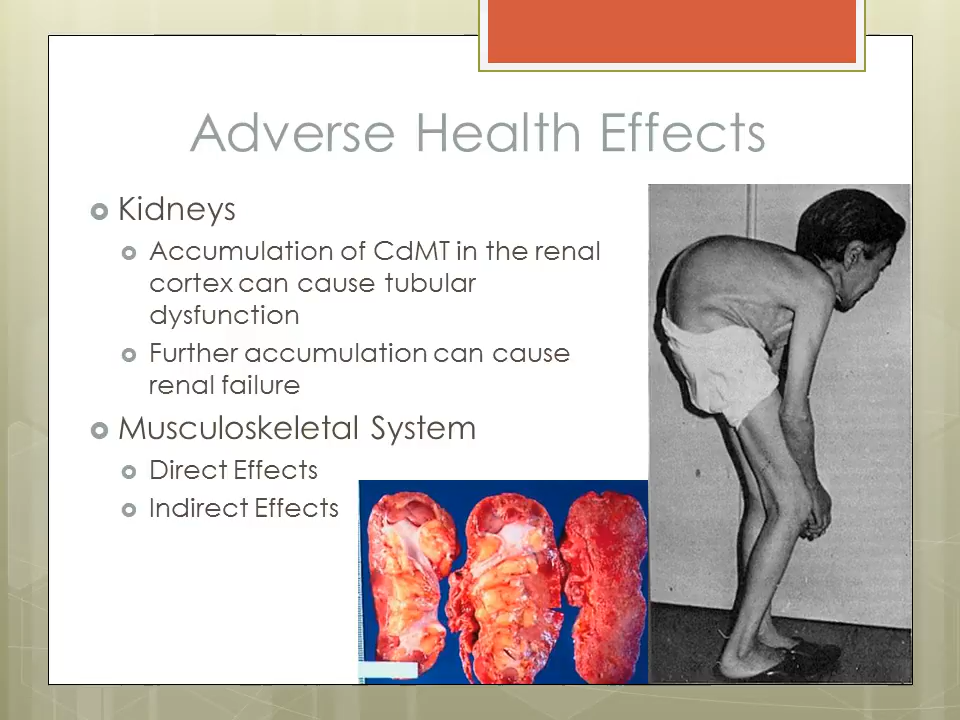 Adverse Health Effects
Kidneys
Accumulation of CdMT in the renal
cortex can cause tubular
dysfunction
Further accumulation can cause
renal failure
Musculoskeletal System
Direct Effects
Indirect Effects